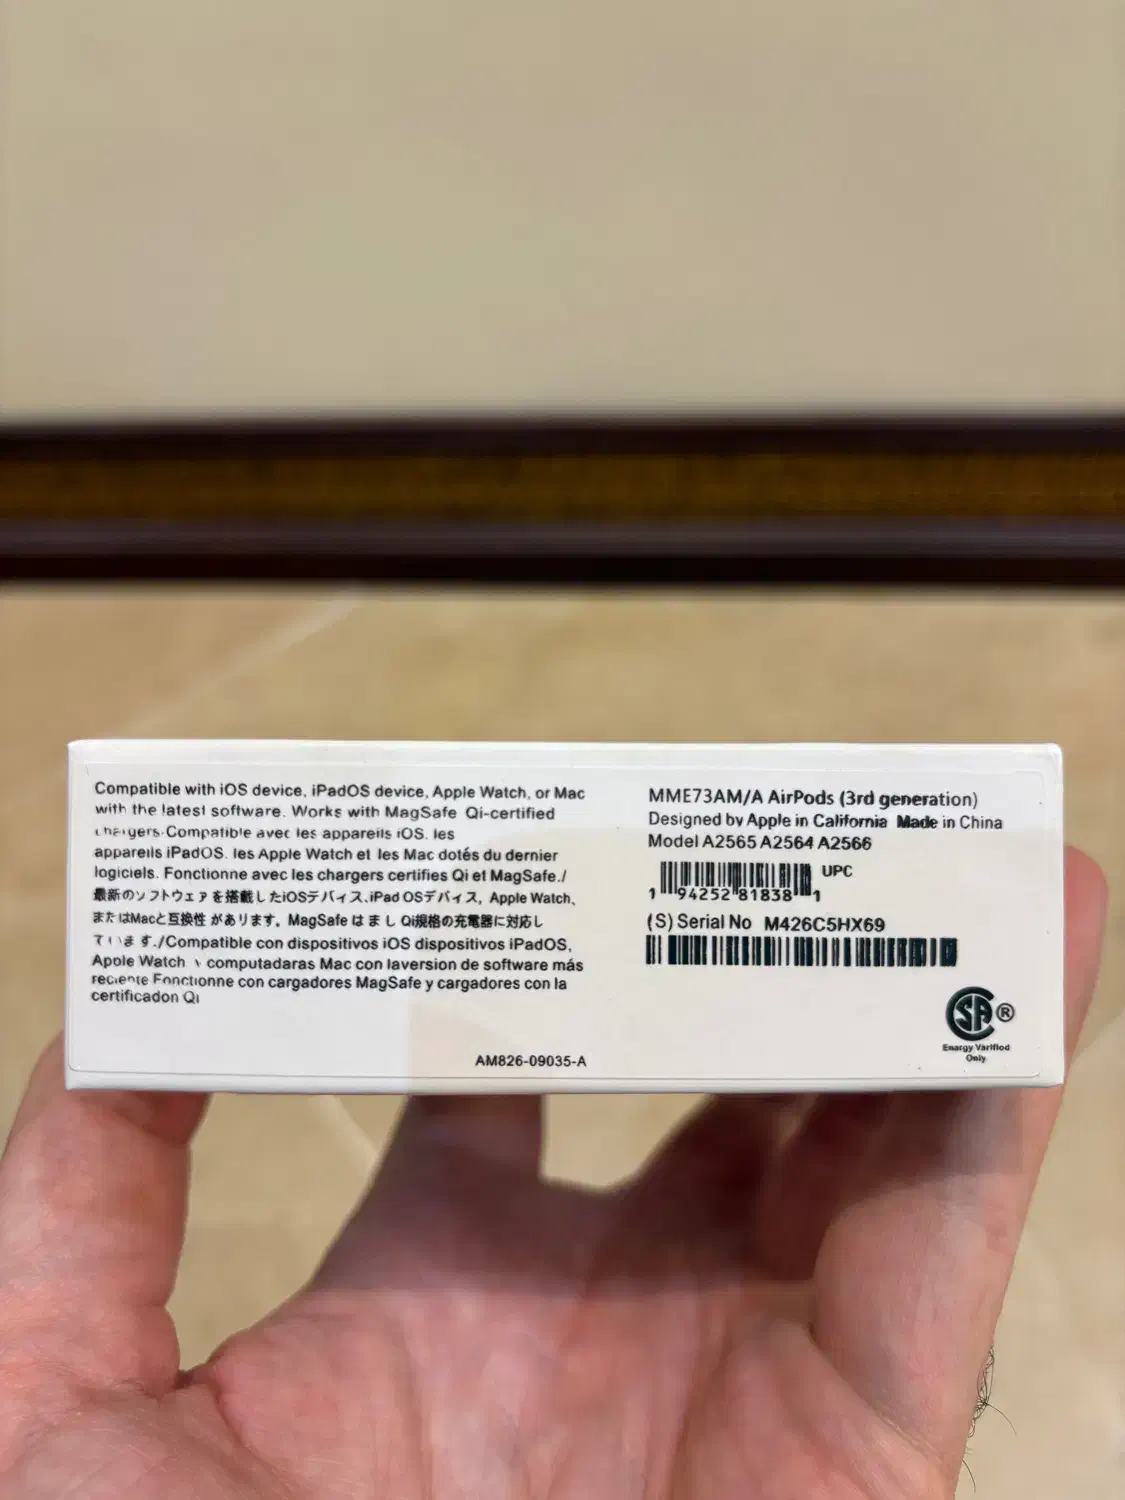 Compatible with iOS device, iPadOS device, Apple Watch, or Mac
with the latest software. Works with MagSafe Qi-certified
chargers.Compatible avec les appareils iOS. les
appareils iPadOS. les Apple Watch et les Mac dotés du dernier
logiciels. Fonctionne avec les chargers certifies Qi et MagSafe./
最新のソフトウェァを搭載したiOSデバイス、iPad OSデバイス, Apple Watch、
またはMacと互換性 があります。MagSafe は ま し Qi規格の充電器に対応し
ています./Compatible con dispositivos iOS dispositivos iPadOS,
Apple Watch computadaras Mac con laversion de software más
reciente Fonctionne con cargadores MagSafe y cargadores con la
certificadon Qi
AM826-09035-A
MME73AM/A AirPods (3rd generation)
Designed by Apple in California Made in China
Model A2565 A2564 A2566
UPC
1 94252 81838 1
(S) Serial No M426C5HX69
SA ®
Enargy Varifiod
Only